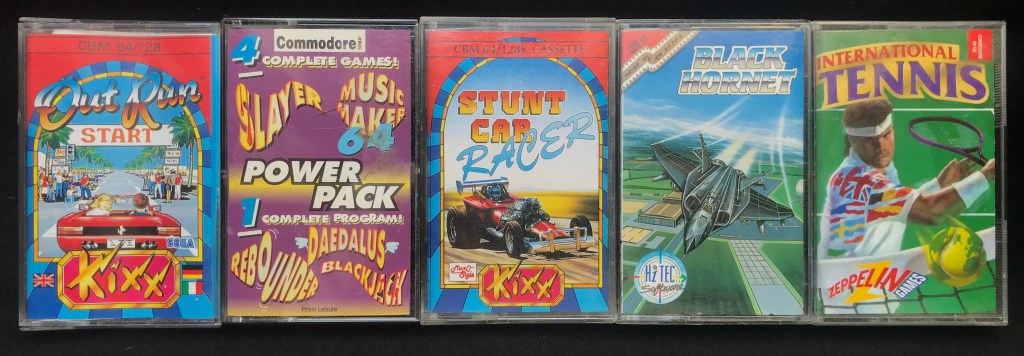 CBM 64/128
Out Run
START
SEGA
Kixx
4
Commodore
COMPLETE GAMES!
SLAYER
MUSIC
MAKER
64
POWER
PACK
1
COMPLETE PROGRAM!
REBOUNDER
DAEDALUS
BLACKJACK
Prism Leisure
CBM 64/128K CASSETTE
STUNT
CAR
RACER
Micro Style
Kixx
BLACK
HORNET
Hi TEC
Software
INTERNATIONAL
TENNIS
ZEPPELIN
GAMES